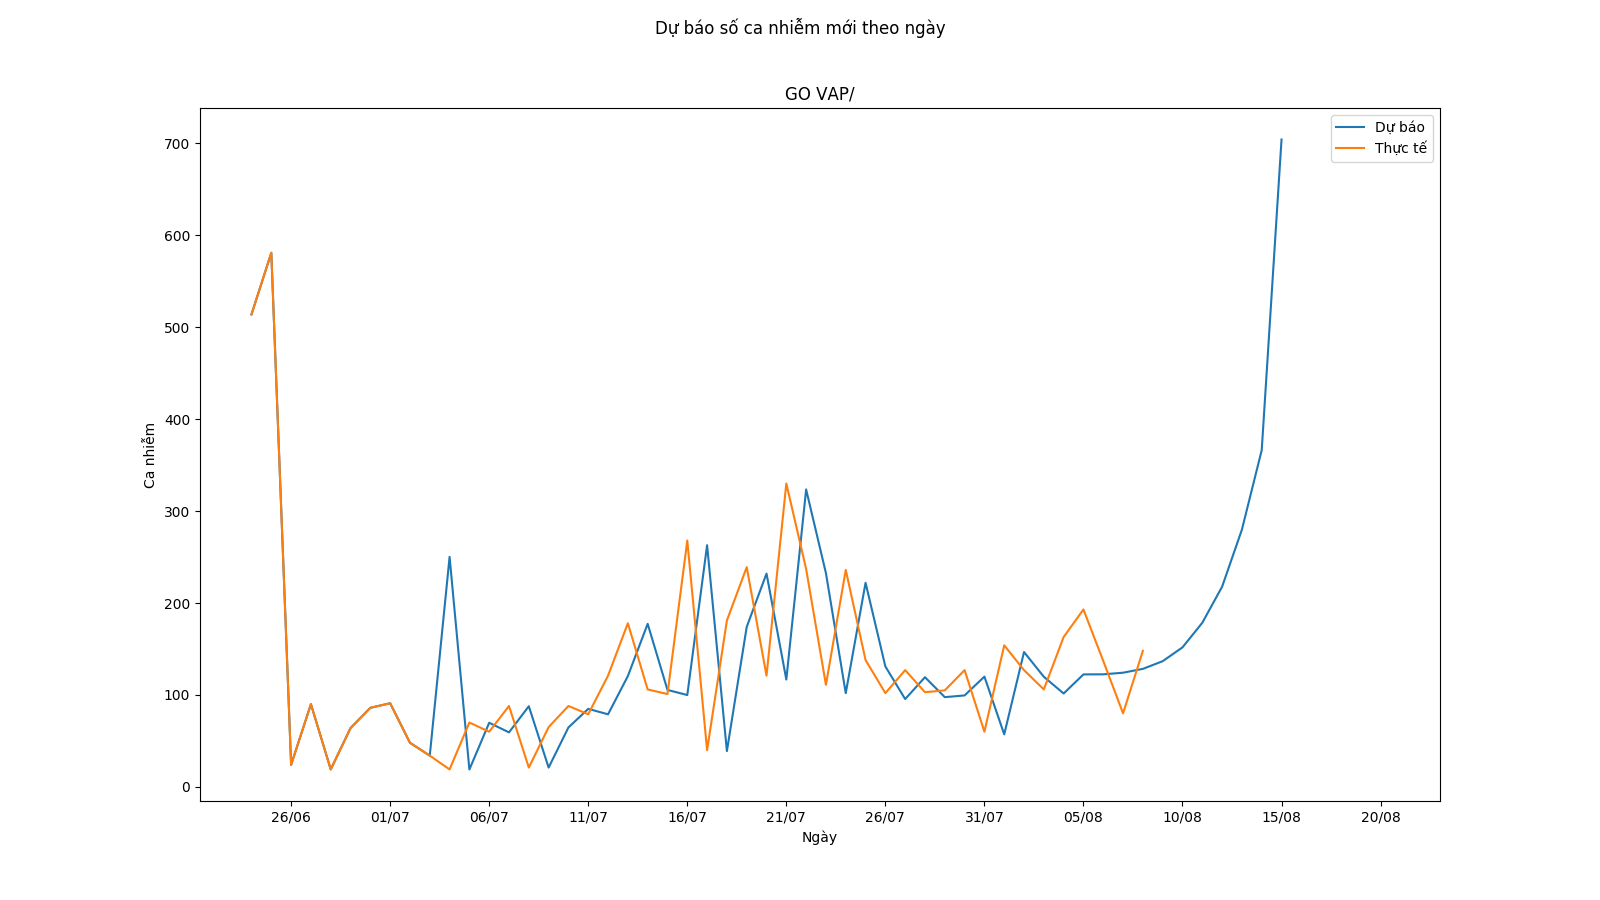 Dự báo số ca nhiễm mới theo ngày
GO VAP/
Dự báo
Thực tế
700
600
500
400
300
200
100
0
Ca nhiễm
26/06 01/07 06/07 11/07 16/07 21/07 26/07 31/07 05/08 10/08 15/08 20/08
Ngày